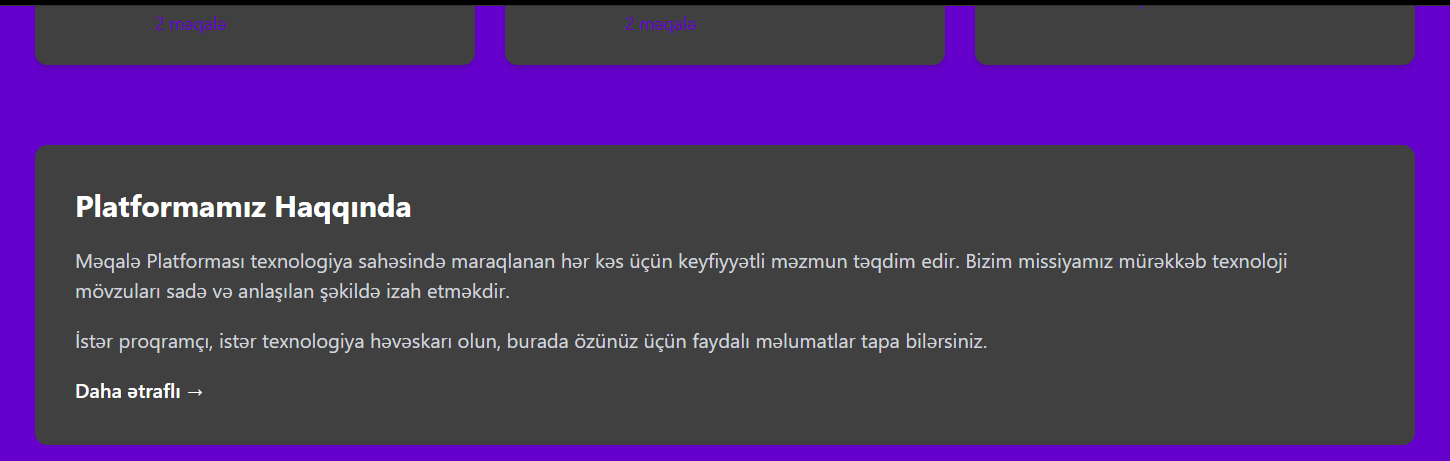 2 məqalə
2 məqalə
Platformamız Haqqında
Məqalə Platforması texnologiya sahəsində maraqlanan hər kəs üçün keyfiyyətli məzmun təqdim edir. Bizim missiyamız mürəkkəb texnoloji
mövzuları sadə və anlaşılan şəkildə izah etməkdir.
İstər proqramçı, istər texnologiya həvəskarı olun, burada özünüz üçün faydalı məlumatlar tapa bilərsiniz.
Daha ətraflı →